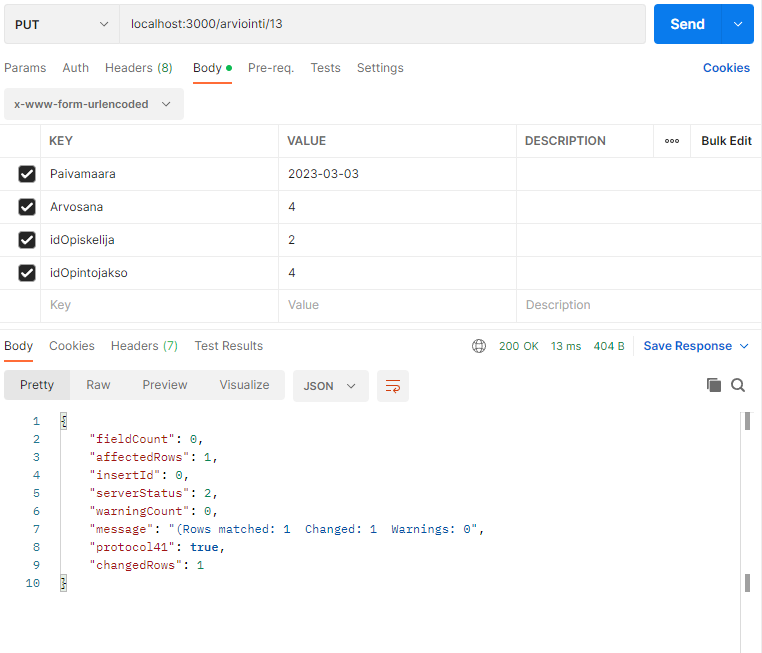 PUT localhost:3000/arviointi/13 Send
Params Auth Headers (8) Body Pre-req. Tests Settings Cookies
x-www-form-urlencoded
KEY VALUE DESCRIPTION ooo Bulk Edit
Paivamaara 2023-03-03
Arvosana 4
idOpiskelija 2
idOpintojakso 4
Key Value Description
Body Cookies Headers (7) Test Results 200 OK 13 ms 404 B Save Response
Pretty Raw Preview Visualize JSON
1 {
2 "fieldCount": 0,
3 "affectedRows": 1,
4 "insertId": 0,
5 "serverStatus": 2,
6 "warningCount": 0,
7 "message": "(Rows matched: 1  Changed: 1  Warnings: 0",
8 "protocol41": true,
9 "changedRows": 1
10 }